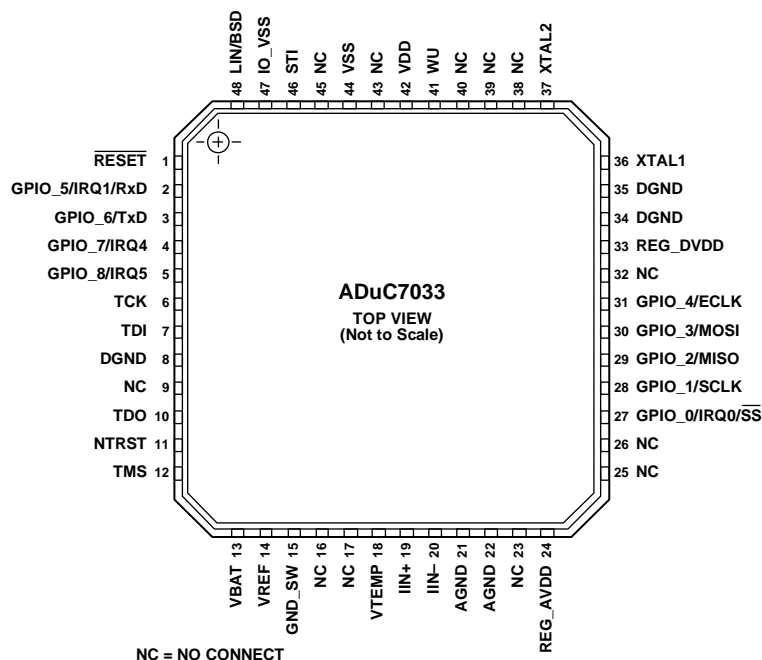 48 LIN/BSD
47 IO_VSS
46 STI
45 NC
44 VSS
43 NC
42 VDD
41 WU
40 NC
39 NC
38 NC
37 XTAL2
RESET 1
GPIO_5/IRQ1/RxD 2
GPIO_6/TxD 3
GPIO_7/IRQ4 4
GPIO_8/IRQ5 5
TCK 6
TDI 7
DGND 8
NC 9
TDO 10
NTRST 11
TMS 12
ADuC7033
TOP VIEW
(Not to Scale)
36 XTAL1
35 DGND
34 DGND
33 REG_DVDD
32 NC
31 GPIO_4/ECLK
30 GPIO_3/MOSI
29 GPIO_2/MISO
28 GPIO_1/SCLK
27 GPIO_0/IRQ0/SS
26 NC
25 NC
VBAT 13
VREF 14
GND_SW 15
NC 16
NC 17
VTEMP 18
IIN+ 19
IIN– 20
AGND 21
AGND 22
NC 23
REG_AVDD 24
NC = NO CONNECT